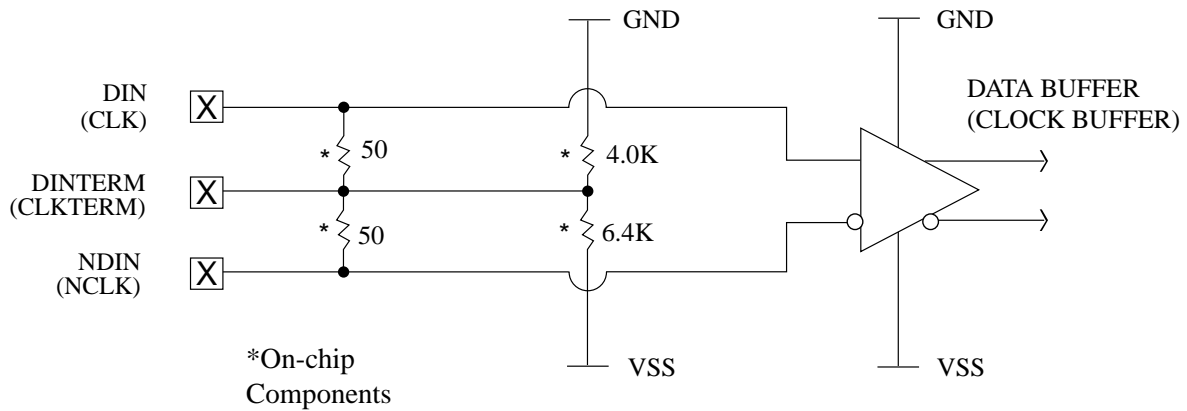 GND
GND
DIN
(CLK)
X
DATA BUFFER
(CLOCK BUFFER)
* 50
* 4.0K
DINTERM
(CLKTERM)
X
* 50
* 6.4K
NDIN
(NCLK)
X
*On-chip
Components
VSS
VSS